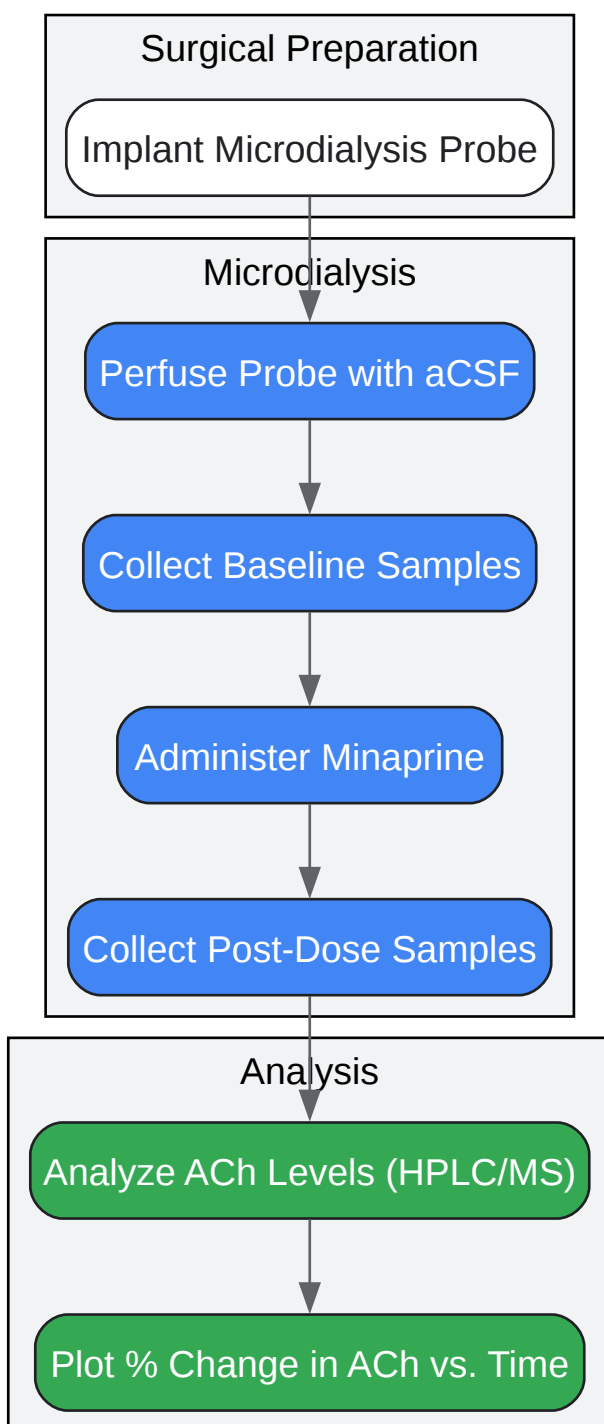 Surgical Preparation
Implant Microdialysis Probe
Microdialysis
Perfuse Probe with aCSF
Collect Baseline Samples
Administer Minaprine
Collect Post-Dose Samples
Analysis
Analyze ACh Levels (HPLC/MS)
Plot % Change in ACh vs. Time